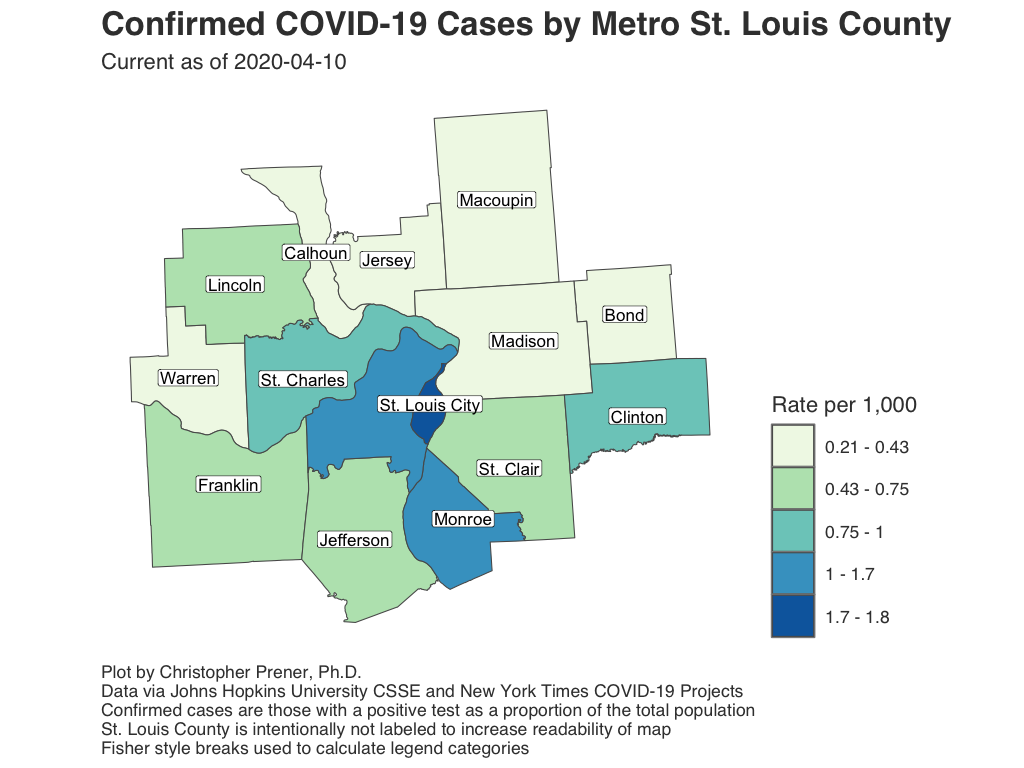 Confirmed COVID-19 Cases by Metro St. Louis County
Current as of 2020-04-10
Macoupin
Calhoun
Jersey
Lincoln
Bond
Madison
Warren
St. Charles
St. Louis City
Clinton
St. Clair
Franklin
Monroe
Jefferson
Rate per 1,000
0.21 - 0.43
0.43 - 0.75
0.75 - 1
1 - 1.7
1.7 - 1.8
Plot by Christopher Prener, Ph.D.
Data via Johns Hopkins University CSSE and New York Times COVID-19 Projects
Confirmed cases are those with a positive test as a proportion of the total population
St. Louis County is intentionally not labeled to increase readability of map
Fisher style breaks used to calculate legend categories